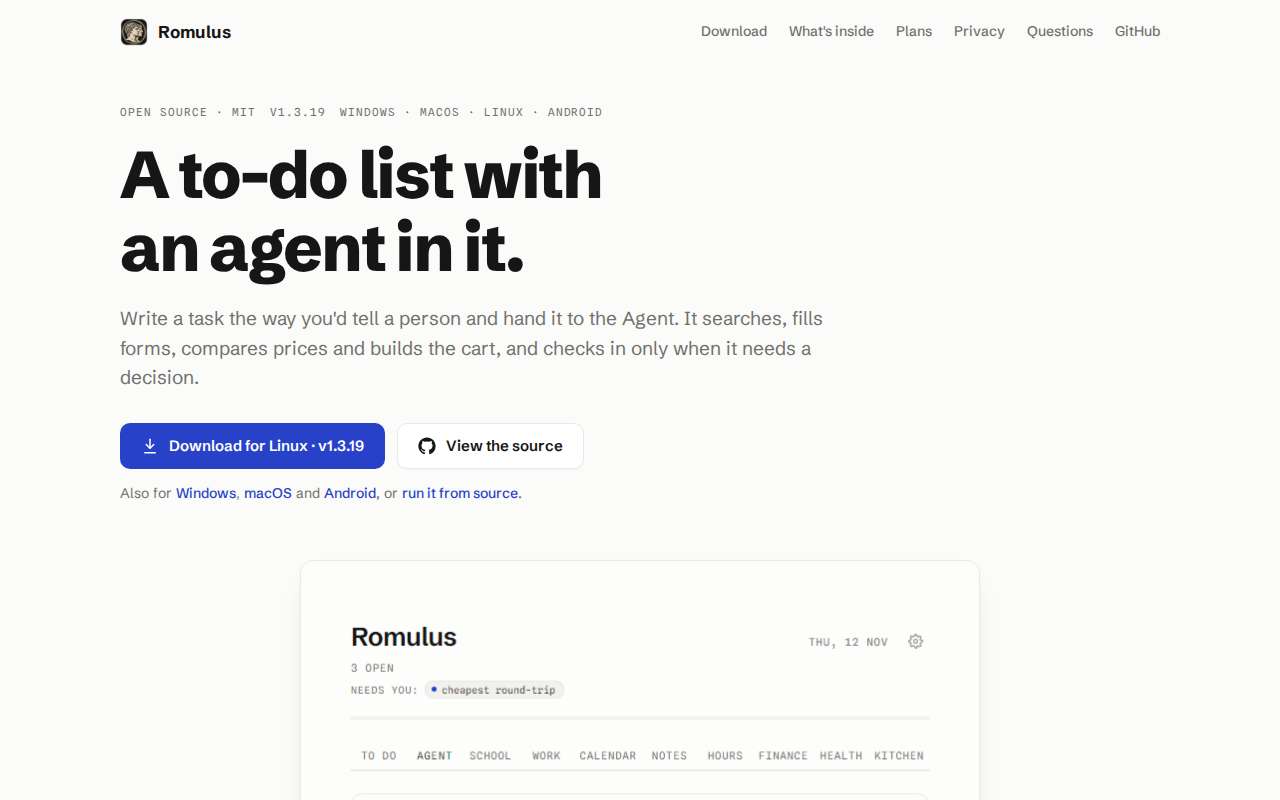 Romulus
Download What's inside Plans Privacy Questions GitHub
OPEN SOURCE · MIT V1.3.19 WINDOWS · MACOS · LINUX · ANDROID
A to-do list with
an agent in it.
Write a task the way you'd tell a person and hand it to the Agent. It searches, fills
forms, compares prices and builds the cart, and checks in only when it needs a
decision.
Download for Linux · v1.3.19
View the source
Also for Windows, macOS and Android, or run it from source.
Romulus
THU, 12 NOV
3 OPEN
NEEDS YOU: cheapest round-trip
TO DO AGENT SCHOOL WORK CALENDAR NOTES HOURS FINANCE HEALTH KITCHEN